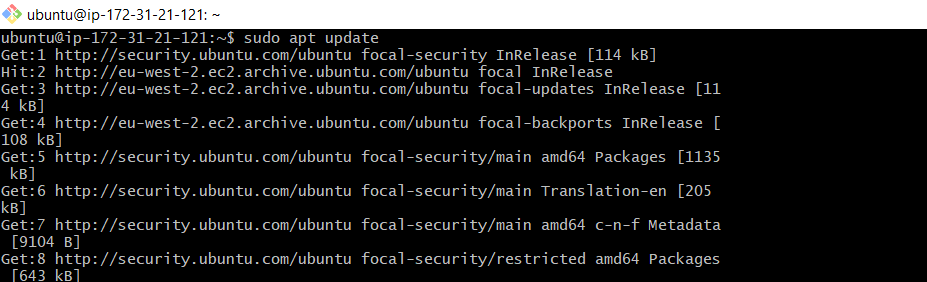 ubuntu@ip-172-31-21-121: ~
ubuntu@ip-172-31-21-121:~$ sudo apt update
Get:1 http://security.ubuntu.com/ubuntu focal-security InRelease [114 kB]
Hit:2 http://eu-west-2.ec2.archive.ubuntu.com/ubuntu focal InRelease
Get:3 http://eu-west-2.ec2.archive.ubuntu.com/ubuntu focal-updates InRelease [11
4 kB]
Get:4 http://eu-west-2.ec2.archive.ubuntu.com/ubuntu focal-backports InRelease [
108 kB]
Get:5 http://security.ubuntu.com/ubuntu focal-security/main amd64 Packages [1135
 kB]
Get:6 http://security.ubuntu.com/ubuntu focal-security/main Translation-en [205
kB]
Get:7 http://security.ubuntu.com/ubuntu focal-security/main amd64 c-n-f Metadata
 [9104 B]
Get:8 http://security.ubuntu.com/ubuntu focal-security/restricted amd64 Packages
 [643 kB]